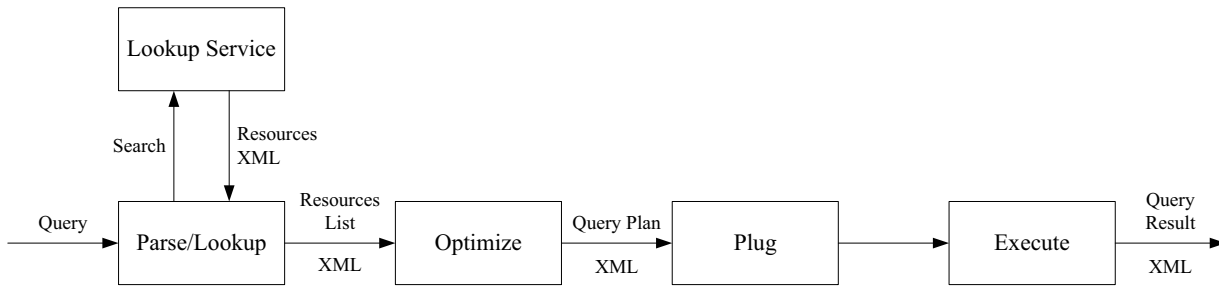 Lookup Service
Search
Resources
XML
Query
Parse/Lookup
Resources
List
XML
Optimize
Query Plan
XML
Plug
Execute
Query
Result
XML